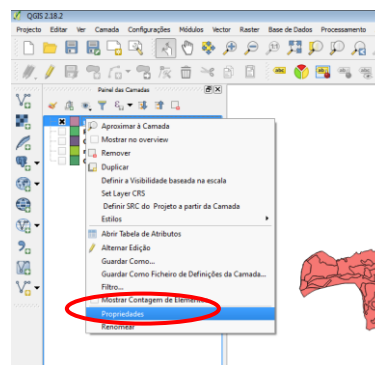 QGIS 2.18.2
Projecto Editar Ver Camada Configurações Módulos Vector Raster Base de Dados Processamento
Painel das Camadas
Aproximar à Camada
Mostrar no overview
Remover
Duplicar
Definir a Visibilidade baseada na escala
Set Layer CRS
Definir SRC do Projeto a partir da Camada
Estilos
Abrir Tabela de Atributos
Alternar Edição
Guardar Como...
Guardar Como Ficheiro de Definições da Camada...
Filtro...
Mostrar Contagem de
Propriedades
Renomear